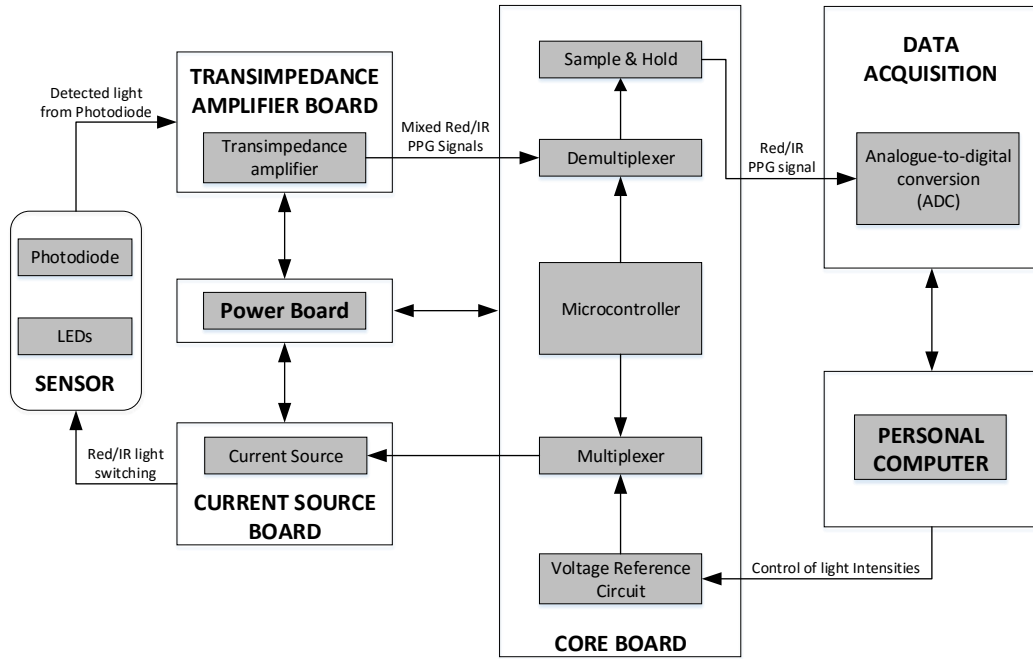 Detected light
from Photodiode
TRANSIMPEDANCE
AMPLIFIER BOARD
Transimpedance
amplifier
Mixed Red/IR
PPG Signals
Sample & Hold
Demultiplexer
Red/IR
PPG signal
DATA
ACQUISITION
Analogue-to-digital
conversion
(ADC)
Photodiode
LEDs
SENSOR
Power Board
Microcontroller
Red/IR light
switching
Current Source
CURRENT SOURCE
BOARD
Multiplexer
Voltage Reference
Circuit
CORE BOARD
PERSONAL
COMPUTER
Control of light Intensities